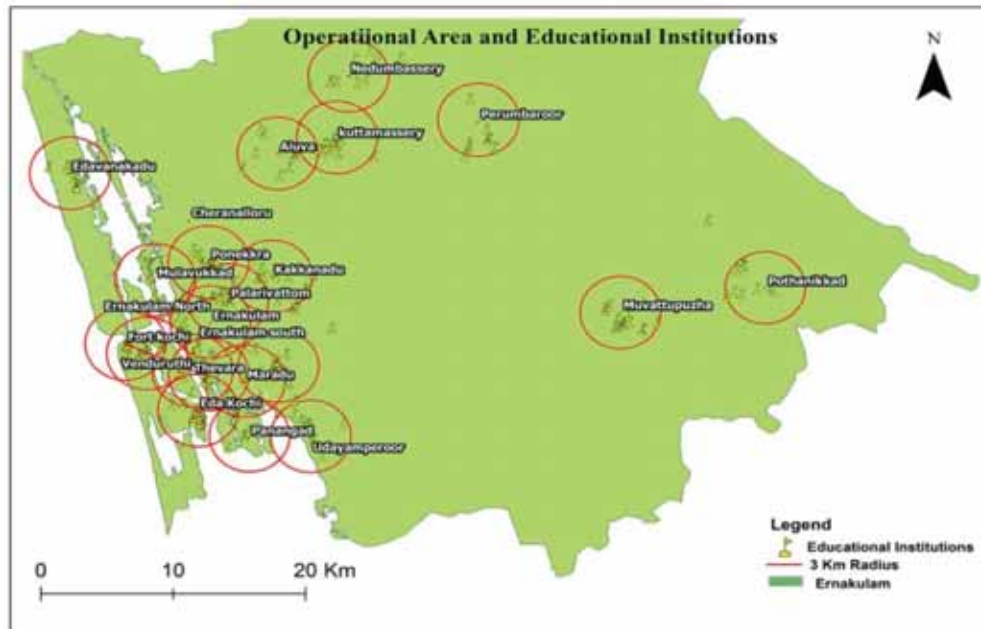 Operatiional Area and Educational Institutions
N
Nedumbassery
Perumbaroor
kuttamassery
Aluva
Edavanakadu
Cheranalloru
Ponekkra
Mulavukkad
Kakkanadu
Palarivattom
Pothanikkad
Ernakulam North
Muvattupuzha
Ernakulam
Fort Kochi
Ernakulam south
Venduruthi
Thevara
Maradu
Eda Kochi
Panangad
Udayamperoor
Legend
Educational Institutions
3 Km Radius
Ernakulam
0 10 20 Km